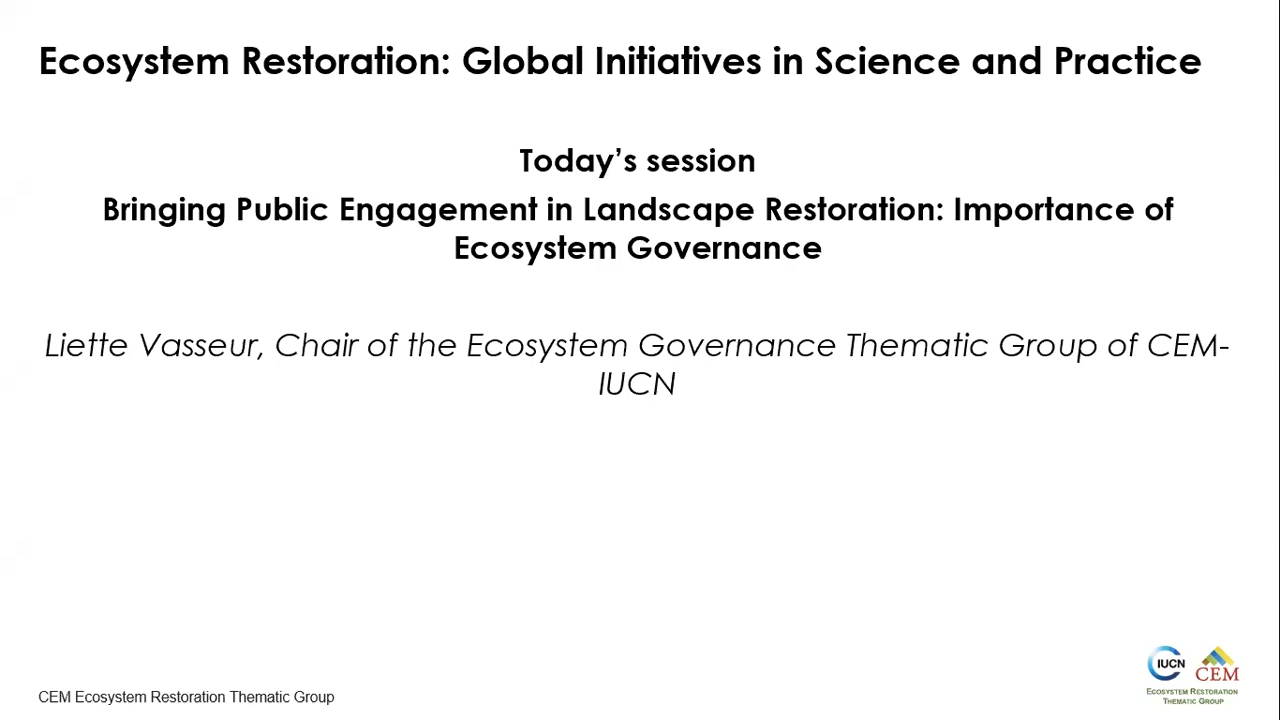 Ecosystem Restoration: Global Initiatives in Science and Practice
Today’s session
Bringing Public Engagement in Landscape Restoration: Importance of
Ecosystem Governance
Liette Vasseur, Chair of the Ecosystem Governance Thematic Group of CEM-
IUCN
IUCN
CEM
ECOSYSTEM RESTORATION
THEMATIC GROUP
CEM Ecosystem Restoration Thematic Group